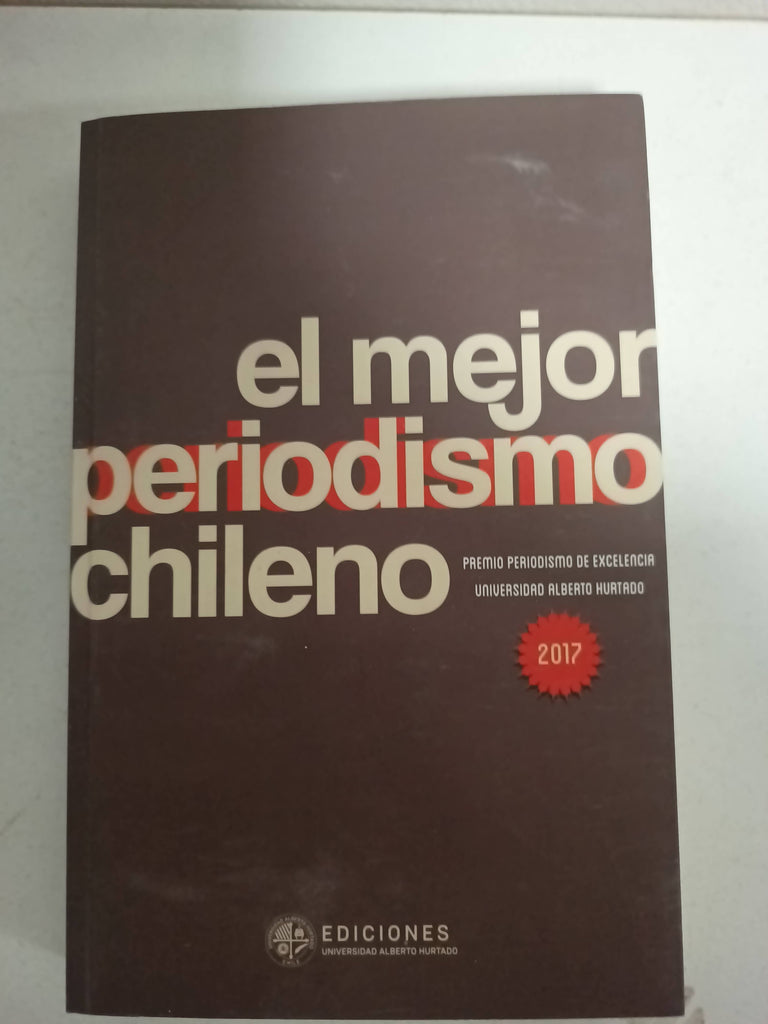 el mejor
periodismo
chileno
PREMIO PERIODISMO DE EXCELENCIA
UNIVERSIDAD ALBERTO HURTADO
2017
EDICIONES
UNIVERSIDAD ALBERTO HURTADO